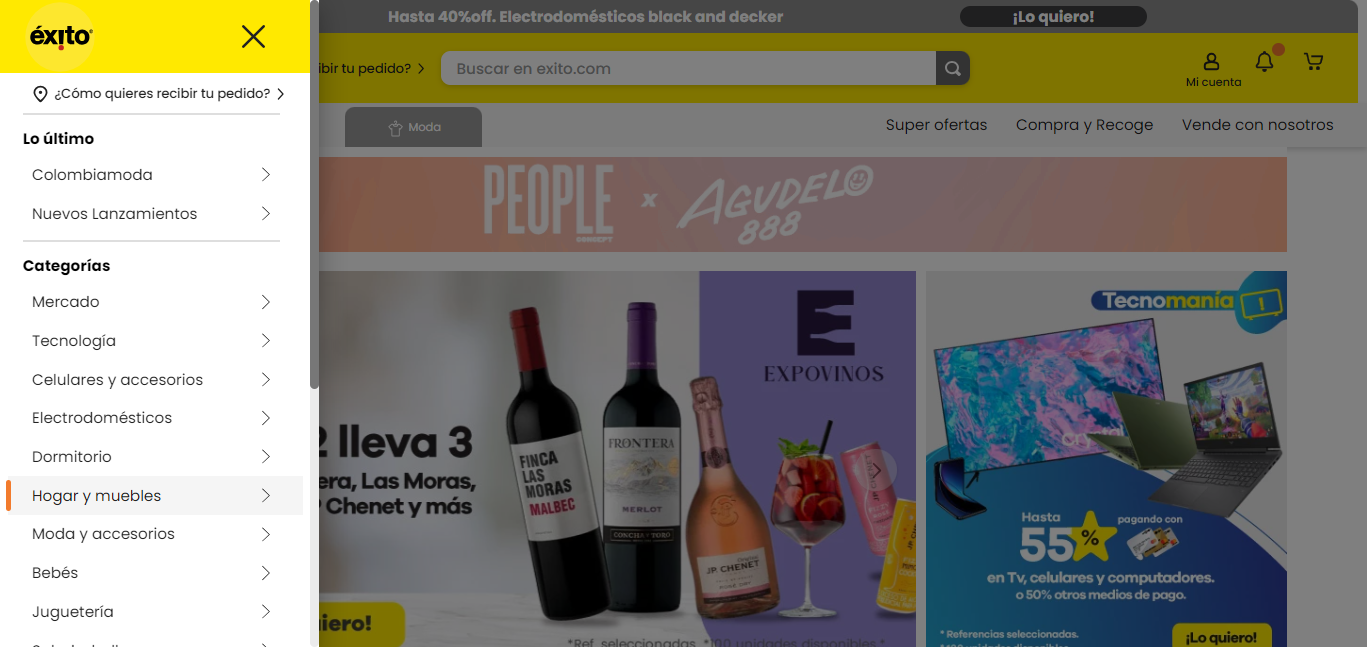 Hasta 40%off. Electrodomésticos black and decker
¡Lo quiero!
éxito
ibir tu pedido?
Buscar en exito.com
Mi cuenta
¿Cómo quieres recibir tu pedido?
Moda
Super ofertas
Compra y Recoge
Vende con nosotros
Lo último
Colombiamoda
Nuevos Lanzamientos
Categorías
Mercado
Tecnología
Celulares y accesorios
Electrodomésticos
Dormitorio
Hogar y muebles
Moda y accesorios
Bebés
Juguetería
PEOPLE
CONCEPT
x
AGUDELO
888
2 lleva 3
era, Las Moras,
Chenet y más
iero!
EXPOVINOS
FINCA
LAS
MORAS
MALBEC
FRONTERA
MERLOT
CONCHA Y TORO
JP. CHENET
*Ref. seleccionadas. *100 unidades disponibles.*
Tecnomanía
Hasta
55%
pagando con
en Tv, celulares y computadores.
o 50% otros medios de pago.
* Referencias seleccionadas.
¡Lo quiero!